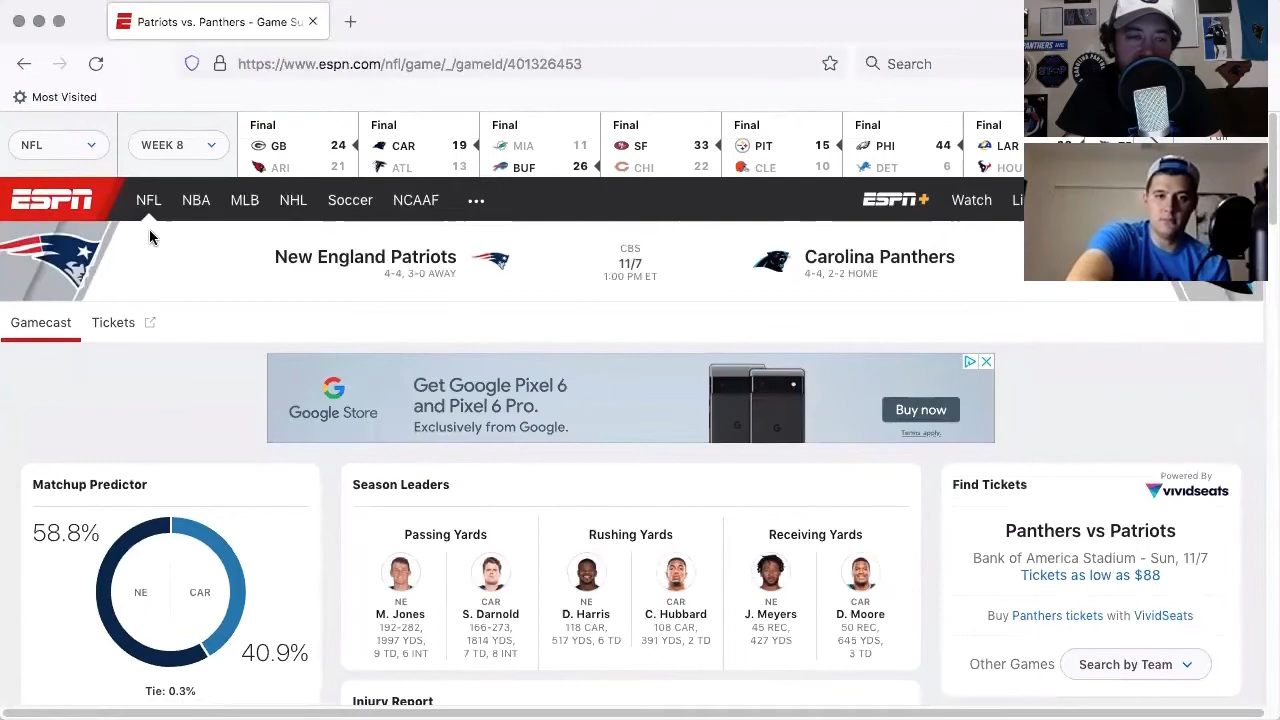 Patriots vs. Panthers - Game Su
https://www.espn.com/nfl/game/_/gameId/401326453
Search
Most Visited
NFL
WEEK 8
Final
GB 24
ARI 21
Final
CAR 19
ATL 13
Final
MIA 11
BUF 26
Final
SF 33
CHI 22
Final
PIT 15
CLE 10
Final
PHI 44
DET 6
Final
LAR
HOU
ESPN
NFL
NBA
MLB
NHL
Soccer
NCAAF
ESPN+
Watch
Li
New England Patriots
4-4, 3-0 AWAY
CBS
11/7
1:00 PM ET
Carolina Panthers
4-4, 2-2 HOME
Gamecast
Tickets
Google Store
Get Google Pixel 6
and Pixel 6 Pro.
Exclusively from Google.
Buy now
Terms apply.
Matchup Predictor
58.8%
NE
CAR
40.9%
Tie: 0.3%
Season Leaders
Passing Yards
NE
M. Jones
192-282,
1997 YDS,
9 TD, 6 INT
CAR
S. Darnold
166-273,
1814 YDS,
7 TD, 8 INT
Rushing Yards
NE
D. Harris
118 CAR,
517 YDS, 6 TD
CAR
C. Hubbard
108 CAR,
391 YDS, 2 TD
Receiving Yards
NE
J. Meyers
45 REC,
427 YDS
CAR
D. Moore
50 REC,
645 YDS,
3 TD
Injury Report
Find Tickets
Powered By
vividseats
Panthers vs Patriots
Bank of America Stadium - Sun, 11/7
Tickets as low as $88
Buy Panthers tickets with VividSeats
Other Games
Search by Team
PANTHERS AVE